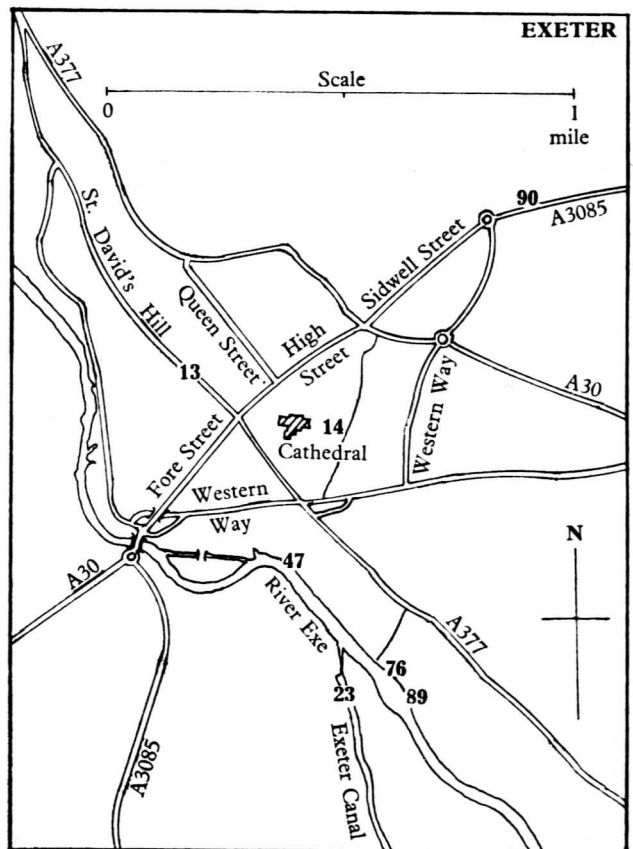 EXETER
A377
Scale
0 1
mile
St. David's Hill
Queen Street
High Street
Sidwell Street
90
A3085
13
Fore Street
14
Cathedral
Western Way
A30
Western Way
47
N
A30
River Exe
A377
76
23
89
A3085
Exeter Canal